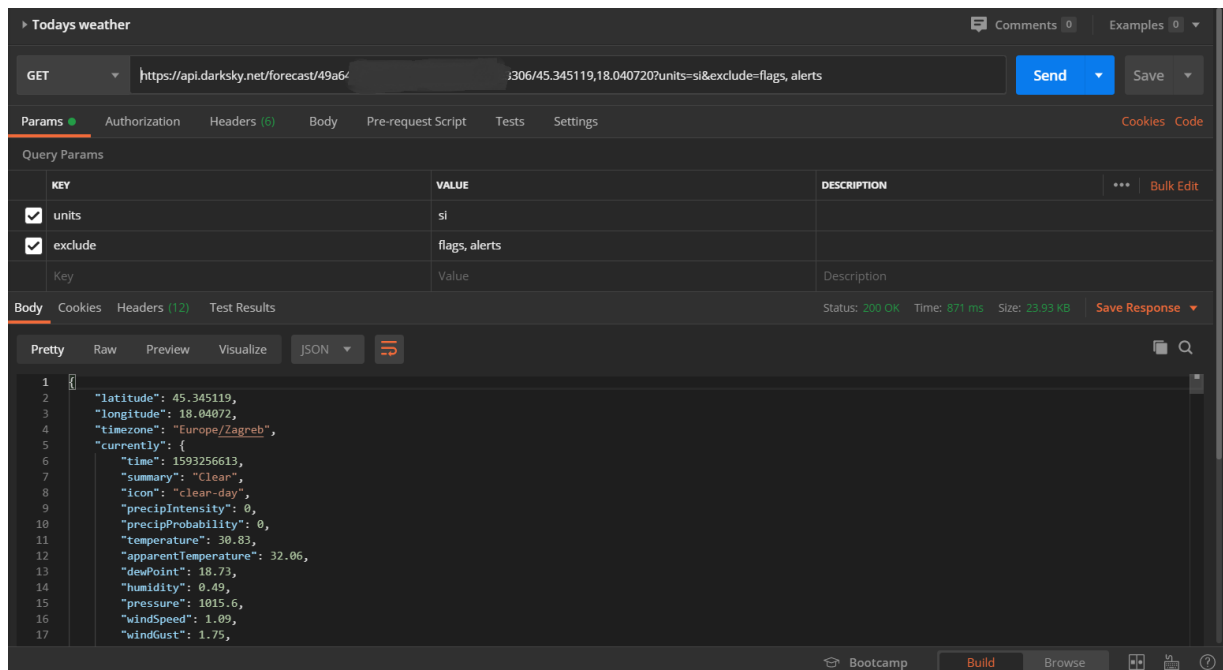 Todays weather Comments 0 Examples 0
GET https://api.darksky.net/forecast/49a64 306/45.345119,18.040720?units=si&exclude=flags, alerts Send Save
Params Authorization Headers (6) Body Pre-request Script Tests Settings Cookies Code
Query Params
KEY VALUE DESCRIPTION ••• Bulk Edit
units si
exclude flags, alerts
Key Value Description
Body Cookies Headers (12) Test Results Status: 200 OK Time: 871 ms Size: 23.93 KB Save Response
Pretty Raw Preview Visualize JSON
1 {
2 "latitude": 45.345119,
3 "longitude": 18.04072,
4 "timezone": "Europe/Zagreb",
5 "currently": {
6 "time": 1593256613,
7 "summary": "Clear",
8 "icon": "clear-day",
9 "precipIntensity": 0,
10 "precipProbability": 0,
11 "temperature": 30.83,
12 "apparentTemperature": 32.06,
13 "dewPoint": 18.73,
14 "humidity": 0.49,
15 "pressure": 1015.6,
16 "windSpeed": 1.09,
17 "windGust": 1.75,
Bootcamp Build Browse